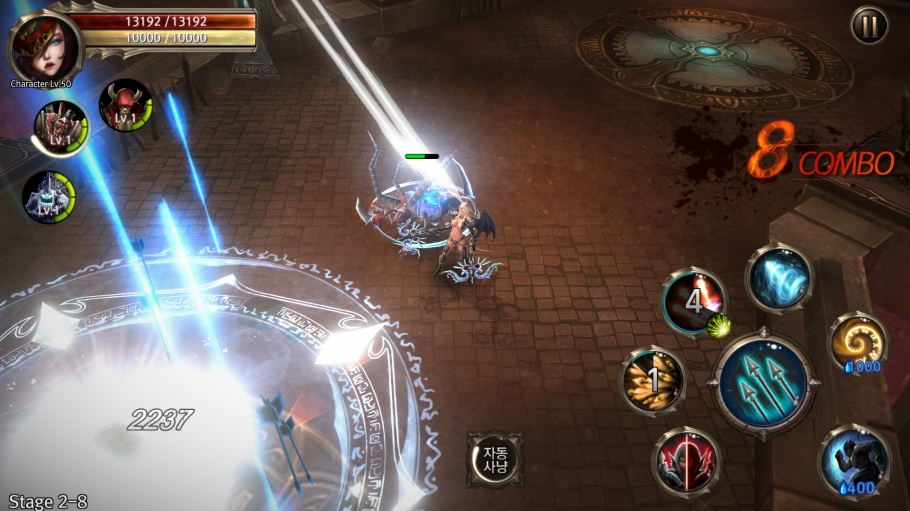 13192 / 13192
10000 / 10000
Character Lv.50
Lv.1
Lv.1
Lv.1
8 COMBO
4
1
1000
2237
자동
사냥
400
Stage 2-8